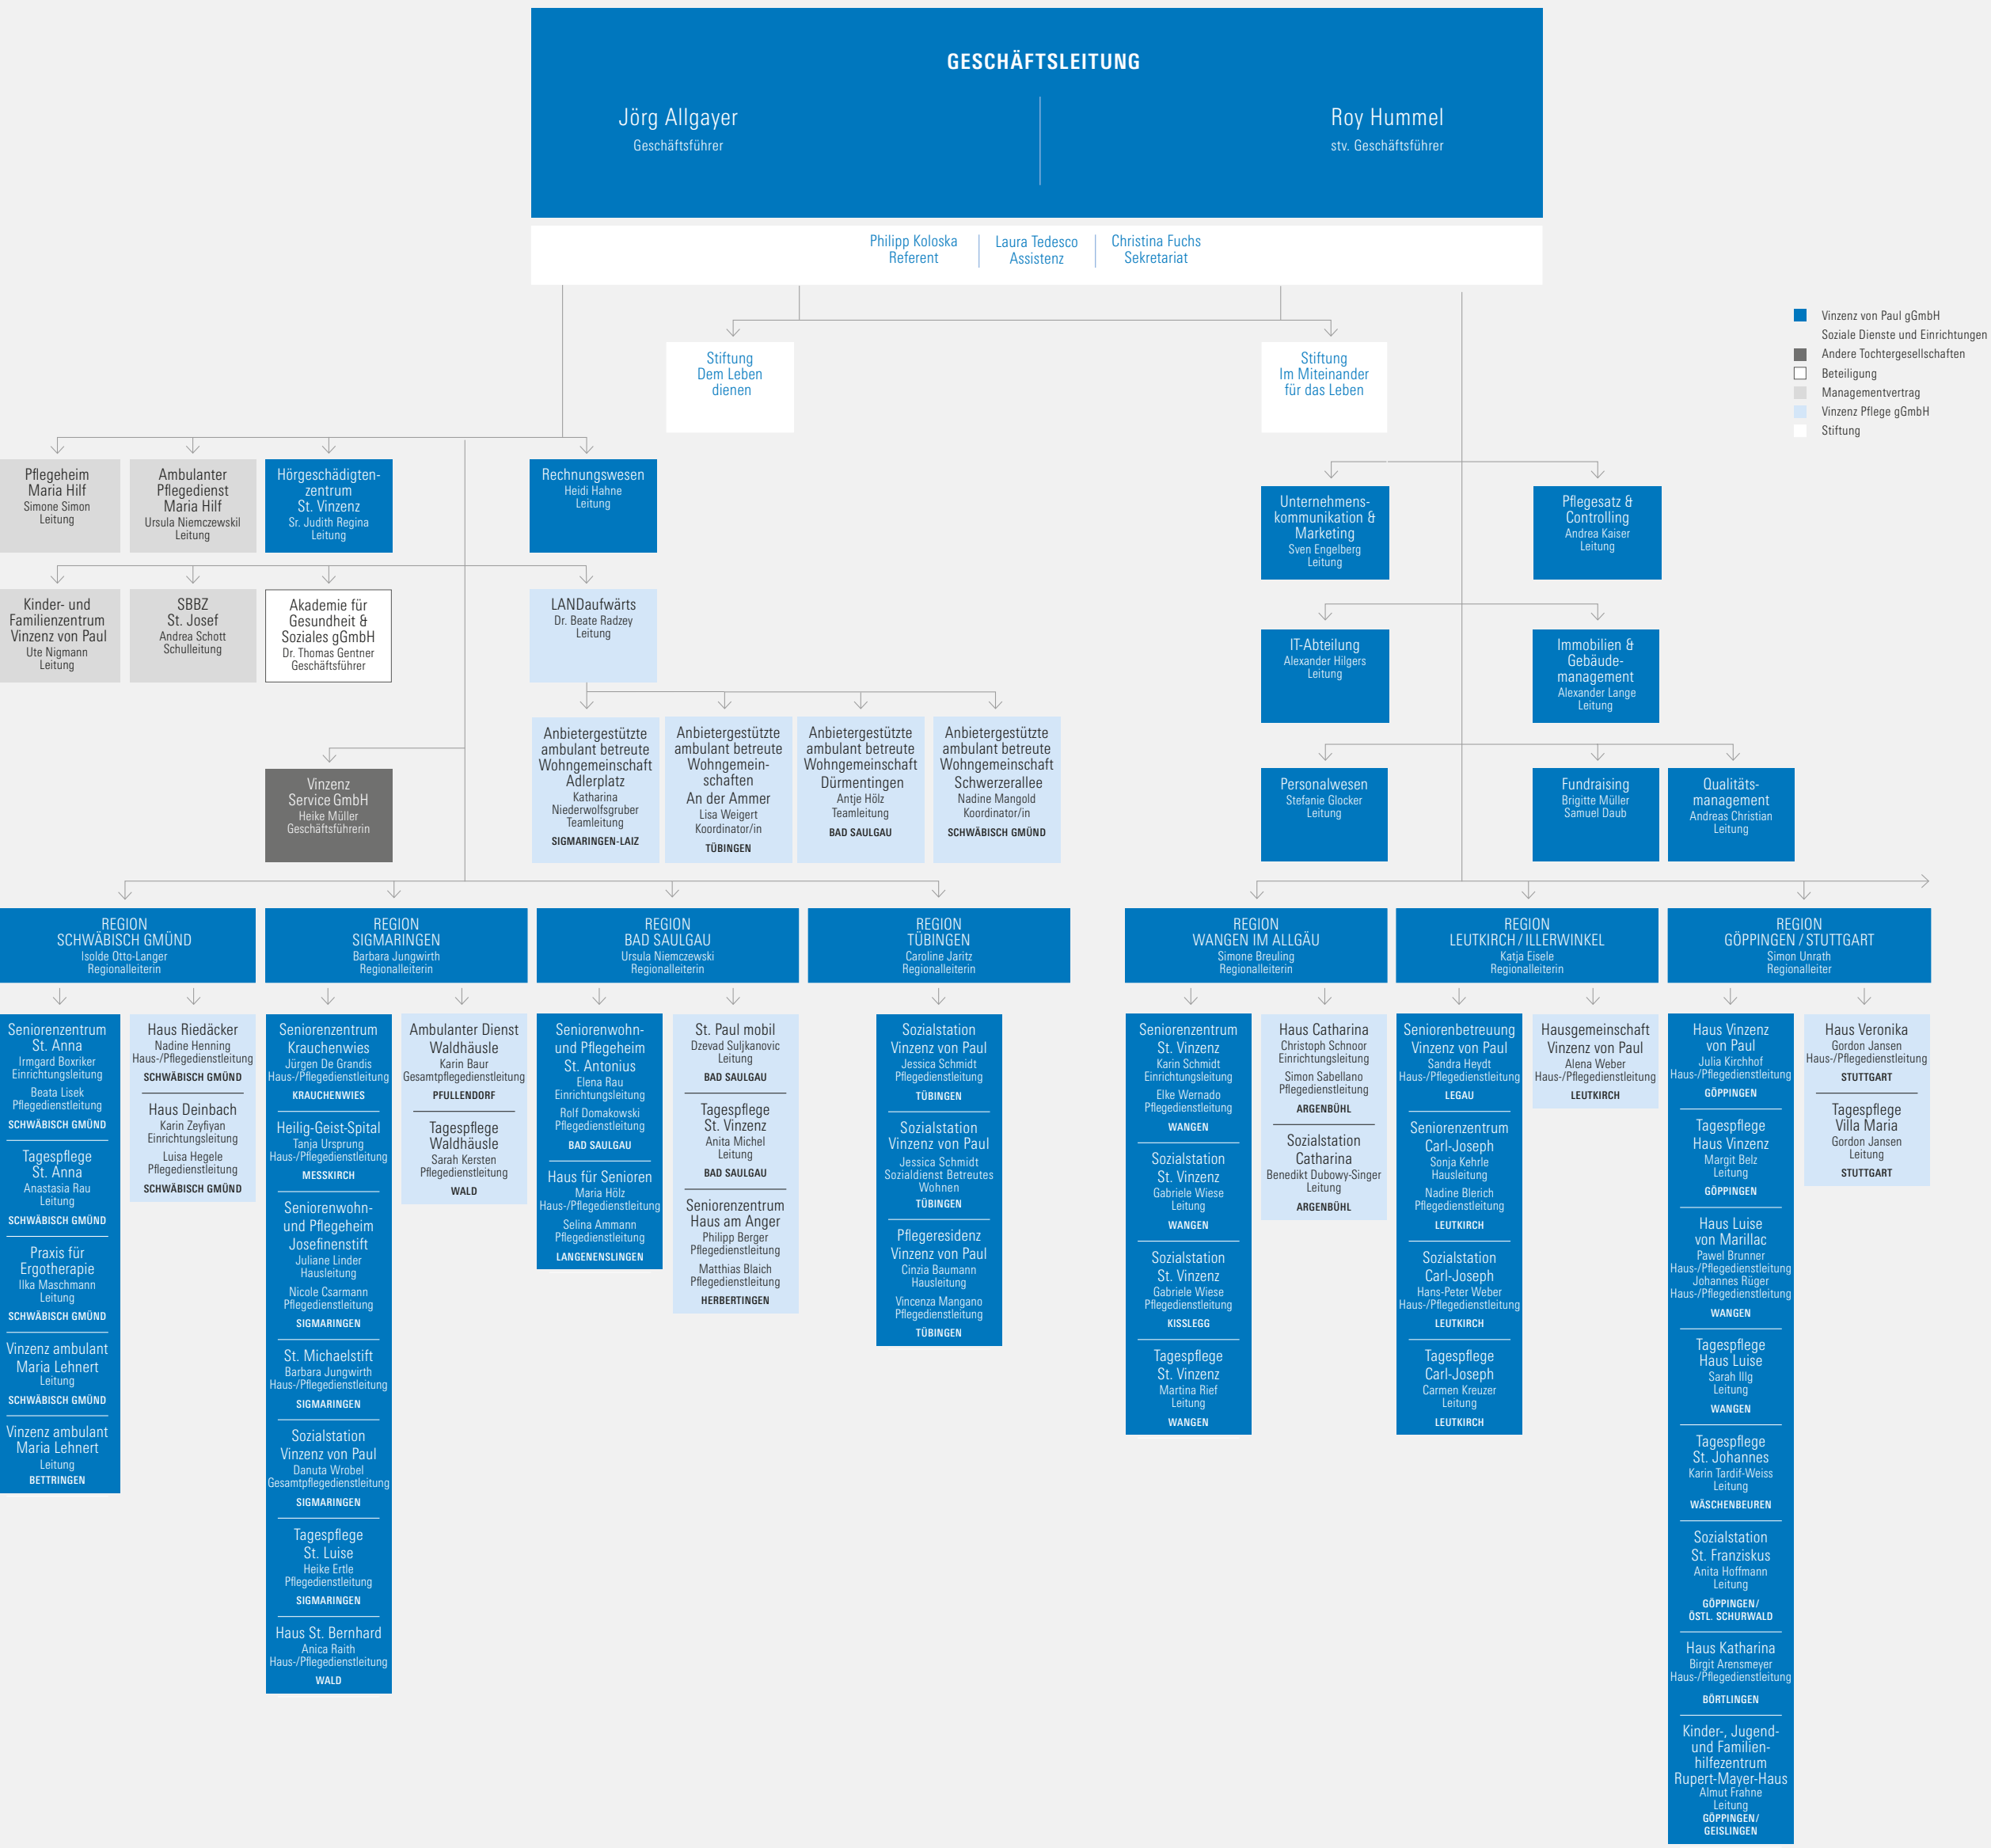 GESCHÄFTSLEITUNG
Jörg Allgayer
Geschäftsführer
Roy Hummel
stv. Geschäftsführer
Philipp Koloska
Referent
Laura Tedesco
Assistenz
Christina Fuchs
Sekretariat
Vinzenz von Paul gGmbH
Soziale Dienste und Einrichtungen
Andere Tochtergesellschaften
Beteiligung
Managementvertrag
Vinzenz Pflege gGmbH
Stiftung
Stiftung
Dem Leben
dienen
Stiftung
Im Miteinander
für das Leben
Pflegeheim
Maria Hilf
Simone Simon
Leitung
Ambulanter
Pflegedienst
Maria Hilf
Ursula Niemczewskil
Leitung
Hörgeschädigten-
zentrum
St. Vinzenz
Sr. Judith Regina
Leitung
Rechnungswesen
Heidi Hahne
Leitung
Unternehmens-
kommunikation &
Marketing
Sven Engelberg
Leitung
Pflegesatz &
Controlling
Andrea Kaiser
Leitung
Kinder- und
Familienzentrum
Vinzenz von Paul
Ute Nigmann
Leitung
SBBZ
St. Josef
Andrea Schott
Schulleitung
Akademie für
Gesundheit &
Soziales gGmbH
Dr. Thomas Gentner
Geschäftsführer
LANDaufwärts
Dr. Beate Radzey
Leitung
IT-Abteilung
Alexander Hilgers
Leitung
Immobilien &
Gebäude-
management
Alexander Lange
Leitung
Anbietergestützte
ambulant betreute
Wohngemeinschaft
Adlerplatz
Katharina
Niederwolfsgruber
Teamleitung
SIGMARINGEN-LAIZ
Anbietergestützte
ambulant betreute
Wohngemein-
schaften
An der Ammer
Lisa Weigert
Koordinator/in
TÜBINGEN
Anbietergestützte
ambulant betreute
Wohngemeinschaft
Dürmentingen
Antje Hölz
Teamleitung
BAD SAULGAU
Anbietergestützte
ambulant betreute
Wohngemeinschaft
Schwerzerallee
Nadine Mangold
Koordinator/in
SCHWÄBISCH GMÜND
Vinzenz
Service GmbH
Heike Müller
Geschäftsführerin
Personalwesen
Stefanie Glocker
Leitung
Fundraising
Brigitte Müller
Samuel Daub
Qualitäts-
management
Andreas Christian
Leitung
REGION
SCHWÄBISCH GMÜND
Isolde Otto-Langer
Regionalleiterin
REGION
SIGMARINGEN
Barbara Jungwirth
Regionalleiterin
REGION
BAD SAULGAU
Ursula Niemczewski
Regionalleiterin
REGION
TÜBINGEN
Caroline Jaritz
Regionalleiterin
REGION
WANGEN IM ALLGÄU
Simone Breuling
Regionalleiterin
REGION
LEUTKIRCH / ILLERWINKEL
Katja Eisele
Regionalleiterin
REGION
GÖPPINGEN / STUTTGART
Simon Unrath
Regionalleiter
Seniorenzentrum
St. Anna
Irmgard Boxriker
Einrichtungsleitung
Beata Lisek
Pflegedienstleitung
SCHWÄBISCH GMÜND
Tagespflege
St. Anna
Anastasia Rau
Leitung
SCHWÄBISCH GMÜND
Praxis für
Ergotherapie
Ilka Maschmann
Leitung
SCHWÄBISCH GMÜND
Vinzenz ambulant
Maria Lehnert
Leitung
SCHWÄBISCH GMÜND
Vinzenz ambulant
Maria Lehnert
Leitung
BETTRINGEN
Haus Riedäcker
Nadine Henning
Haus-/Pflegedienstleitung
SCHWÄBISCH GMÜND
Haus Deinbach
Karin Zeyfiyan
Einrichtungsleitung
Luisa Hegele
Pflegedienstleitung
SCHWÄBISCH GMÜND
Seniorenzentrum
Krauchenwies
Jürgen De Grandis
Haus-/Pflegedienstleitung
KRAUCHENWIES
Heilig-Geist-Spital
Tanja Ursprung
Haus-/Pflegedienstleitung
MESSKIRCH
Seniorenwohn-
und Pflegeheim
Josefinenstift
Juliane Linder
Hausleitung
Nicole Csarmann
Pflegedienstleitung
SIGMARINGEN
St. Michaelstift
Barbara Jungwirth
Haus-/Pflegedienstleitung
SIGMARINGEN
Sozialstation
Vinzenz von Paul
Danuta Wrobel
Gesamtpflegedienstleitung
SIGMARINGEN
Tagespflege
St. Luise
Heike Ertle
Pflegedienstleitung
SIGMARINGEN
Haus St. Bernhard
Anica Raith
Haus-/Pflegedienstleitung
WALD
Ambulanter Dienst
Waldhäusle
Karin Baur
Gesamtpflegedienstleitung
PFULLENDORF
Tagespflege
Waldhäusle
Sarah Kersten
Pflegedienstleitung
WALD
Seniorenwohn-
und Pflegeheim
St. Antonius
Elena Rau
Einrichtungsleitung
Rolf Domakowski
Pflegedienstleitung
BAD SAULGAU
Haus für Senioren
Maria Hölz
Haus-/Pflegedienstleitung
Selina Ammann
Pflegedienstleitung
LANGENENSLINGEN
St. Paul mobil
Dzevad Suljkanovic
Leitung
BAD SAULGAU
Tagespflege
St. Vinzenz
Anita Michel
Leitung
BAD SAULGAU
Seniorenzentrum
Haus am Anger
Philipp Berger
Pflegedienstleitung
Matthias Blaich
Pflegedienstleitung
HERBERTINGEN
Sozialstation
Vinzenz von Paul
Jessica Schmidt
Pflegedienstleitung
TÜBINGEN
Sozialstation
Vinzenz von Paul
Jessica Schmidt
Sozialdienst Betreutes
Wohnen
TÜBINGEN
Pflegeresidenz
Vinzenz von Paul
Cinzia Baumann
Hausleitung
Vincenza Mangano
Pflegedienstleitung
TÜBINGEN
Seniorenzentrum
St. Vinzenz
Karin Schmidt
Einrichtungsleitung
Elke Wernado
Pflegedienstleitung
WANGEN
Sozialstation
St. Vinzenz
Gabriele Wiese
Leitung
WANGEN
Sozialstation
St. Vinzenz
Gabriele Wiese
Pflegedienstleitung
KISSLEGG
Tagespflege
St. Vinzenz
Martina Rief
Leitung
WANGEN
Haus Catharina
Christoph Schnoor
Einrichtungsleitung
Simon Sabellano
Pflegedienstleitung
ARGENBÜHL
Sozialstation
Catharina
Benedikt Dubowy-Singer
Leitung
ARGENBÜHL
Seniorenbetreuung
Vinzenz von Paul
Sandra Heydt
Haus-/Pflegedienstleitung
LEGAU
Seniorenzentrum
Carl-Joseph
Sonja Kehrle
Hausleitung
Nadine Blerich
Pflegedienstleitung
LEUTKIRCH
Sozialstation
Carl-Joseph
Hans-Peter Weber
Haus-/Pflegedienstleitung
LEUTKIRCH
Tagespflege
Carl-Joseph
Carmen Kreuzer
Leitung
LEUTKIRCH
Hausgemeinschaft
Vinzenz von Paul
Alena Weber
Haus-/Pflegedienstleitung
LEUTKIRCH
Haus Vinzenz
von Paul
Julia Kirchhof
Haus-/Pflegedienstleitung
GÖPPINGEN
Tagespflege
Haus Vinzenz
Margit Belz
Leitung
GÖPPINGEN
Haus Luise
von Marillac
Pawel Brunner
Haus-/Pflegedienstleitung
Johannes Rüger
Haus-/Pflegedienstleitung
WANGEN
Tagespflege
Haus Luise
Sarah Illg
Leitung
WANGEN
Tagespflege
St. Johannes
Karin Tardif-Weiss
Leitung
WÄSCHENBEUREN
Sozialstation
St. Franziskus
Anita Hoffmann
Leitung
GÖPPINGEN/
ÖSTL. SCHURWALD
Haus Katharina
Birgit Arensmeyer
Haus-/Pflegedienstleitung
BÖRTLINGEN
Kinder-, Jugend-
und Familien-
hilfezentrum
Rupert-Mayer-Haus
Almut Frahne
Leitung
GÖPPINGEN/
GEISLINGEN
Haus Veronika
Gordon Jansen
Haus-/Pflegedienstleitung
STUTTGART
Tagespflege
Villa Maria
Gordon Jansen
Leitung
STUTTGART